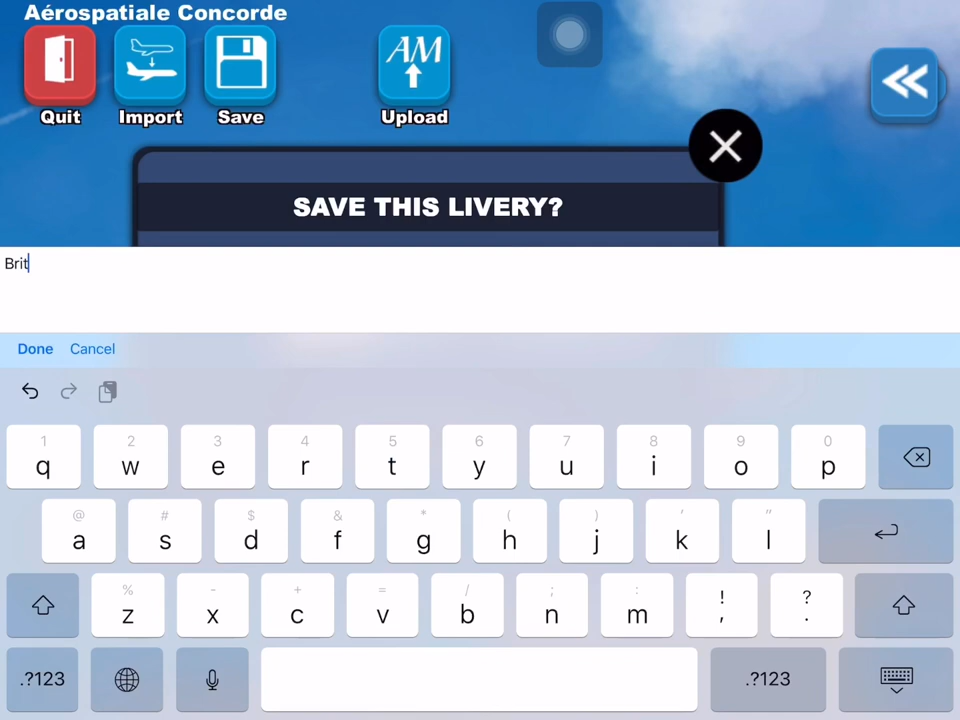 Aérospatiale Concorde
Quit Import Save AM Upload
SAVE THIS LIVERY?
Brit
Done Cancel
1 2 3 4 5 6 7 8 9 0
q w e r t y u i o p
@ # $ & * ( ) ' "
a s d f g h j k l
% - + = / ; : ! ?
z x c v b n m , .
.?123 .?123